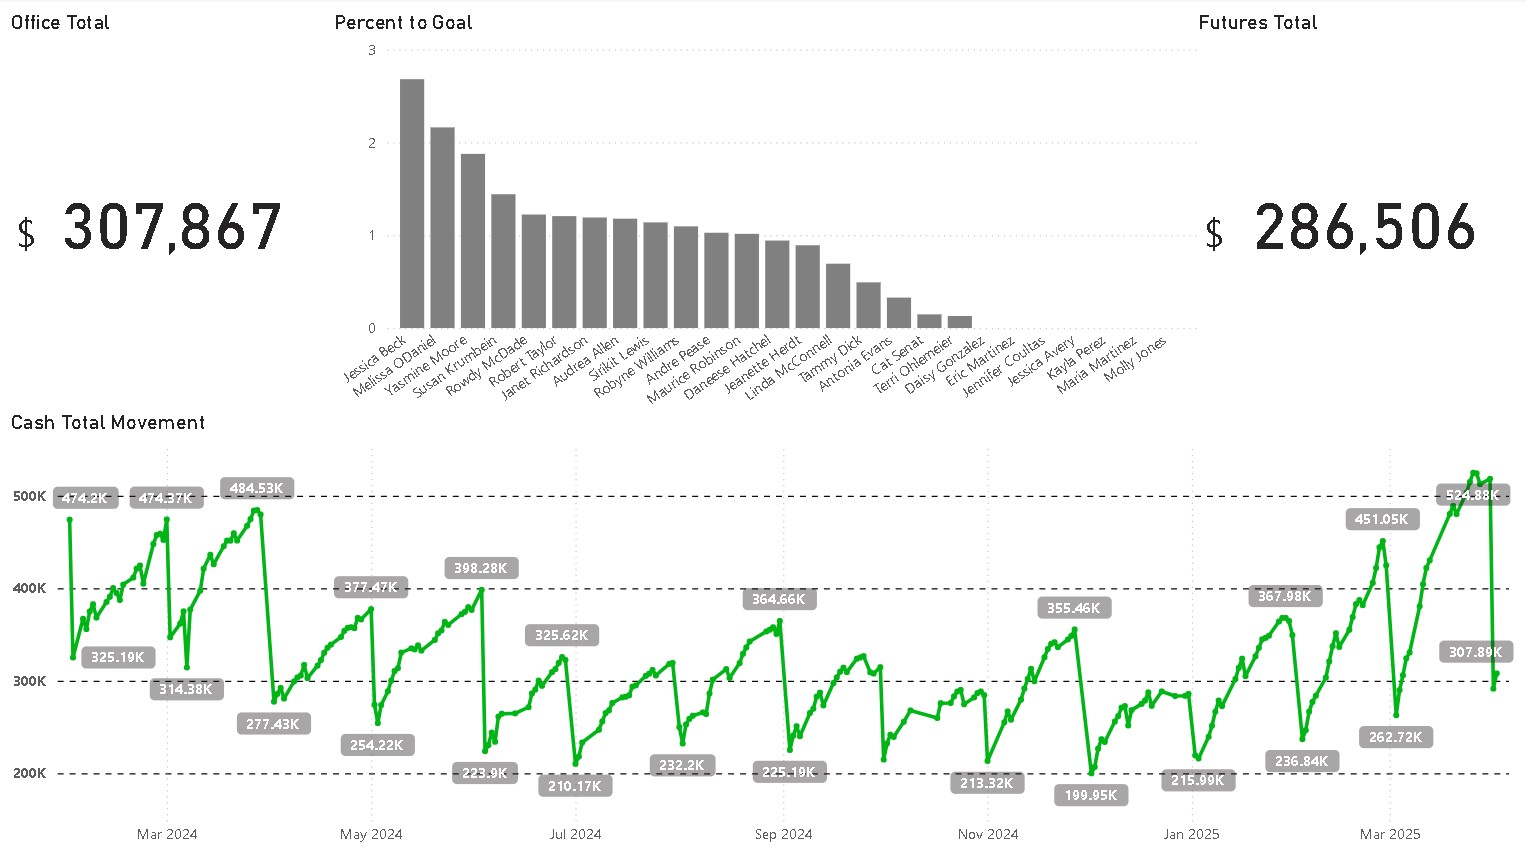 Office Total
Percent to Goal
Futures Total
$ 307,867
3
2
1
0
Jessica Beck
Melissa ODaniel
Yasmine Moore
Susan Krumbein
Rowdy McDade
Robert Taylor
Janet Richardson
Audrea Allen
Sirikit Lewis
Robyne Williams
Andre Pease
Maurice Robinson
Daneese Hatchel
Jeanette Herdt
Linda McConnell
Tammy Dick
Antonia Evans
Cat Senat
Terri Ohlemeier
Daisy Gonzalez
Eric Martinez
Jennifer Coultas
Jessica Avery
Kayla Perez
Maria Martinez
Molly Jones
$ 286,506
Cash Total Movement
500K
400K
300K
200K
474.2K
325.19K
474.37K
314.38K
484.53K
277.43K
377.47K
254.22K
398.28K
223.9K
325.62K
210.17K
232.2K
364.66K
225.19K
213.32K
355.46K
199.95K
215.99K
367.98K
236.84K
451.05K
262.72K
524.88K
307.89K
Mar 2024
May 2024
Jul 2024
Sep 2024
Nov 2024
Jan 2025
Mar 2025